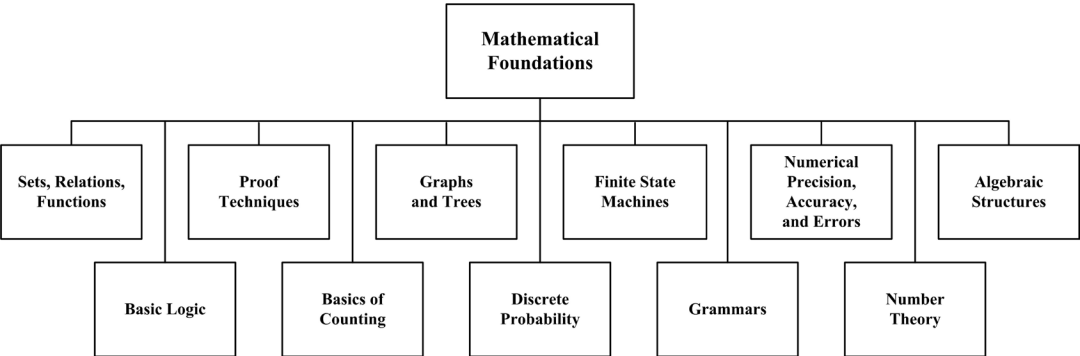 Mathematical
Foundations
Sets, Relations,
Functions
Proof
Techniques
Graphs
and Trees
Finite State
Machines
Numerical
Precision,
Accuracy,
and Errors
Algebraic
Structures
Basic Logic
Basics of
Counting
Discrete
Probability
Grammars
Number
Theory